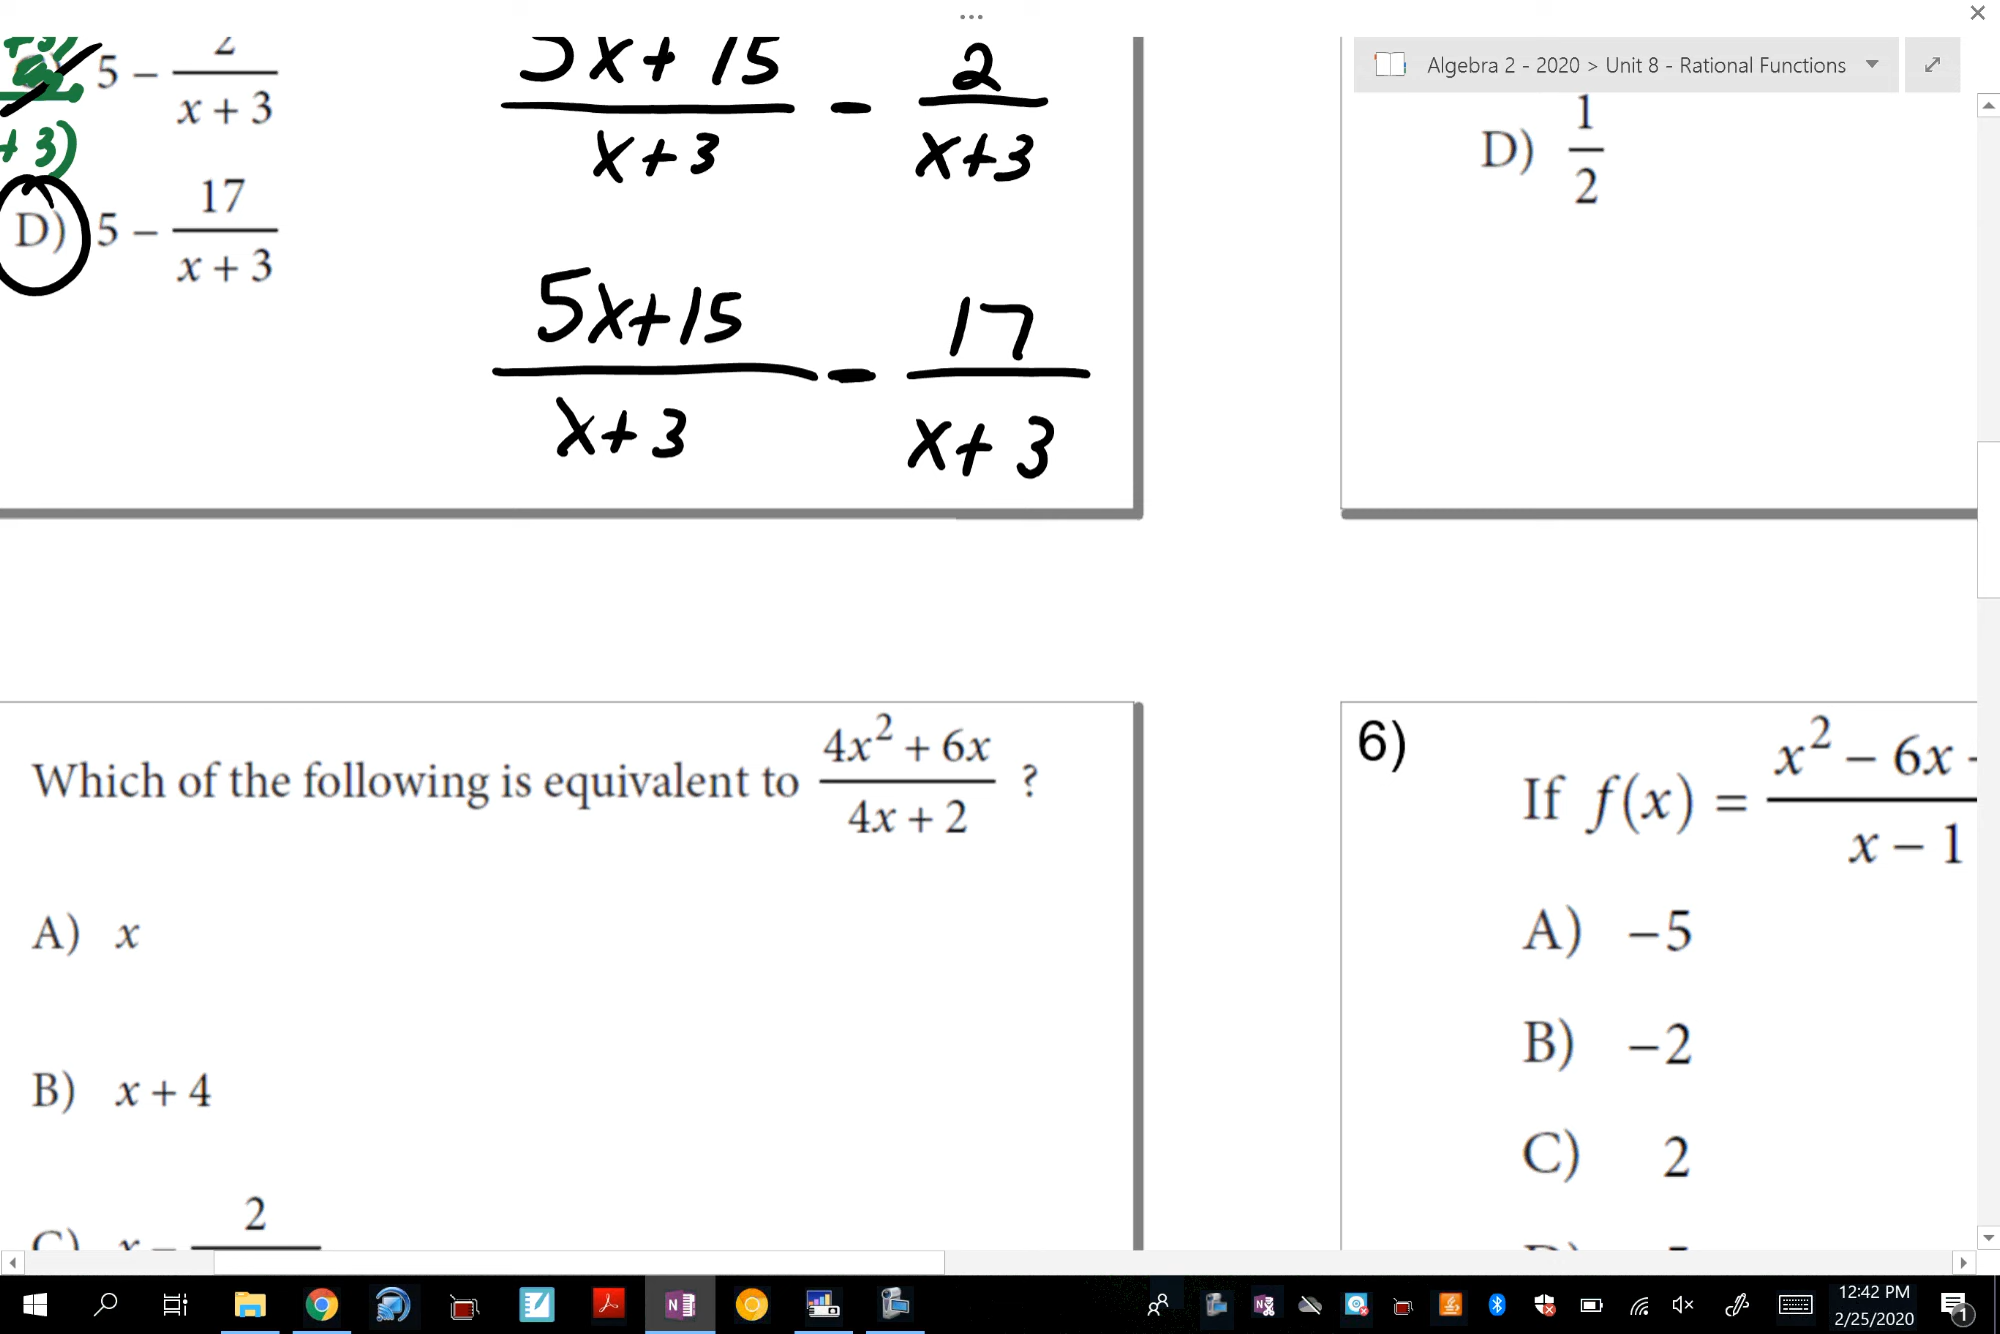 Algebra 2 - 2020 > Unit 8 - Rational Functions
5 − 2/(x + 3)
+ 3)
D) 5 − 17/(x + 3)
5x + 15/(x + 3) − 2/(x + 3)
5x + 15/(x + 3) − 17/(x + 3)
D) 1/2
Which of the following is equivalent to (4x² + 6x)/(4x + 2) ?
A) x
B) x + 4
C) x − 2
6)
If f(x) = x² − 6x
x − 1
A) −5
B) −2
C) 2
12:42 PM
2/25/2020
1